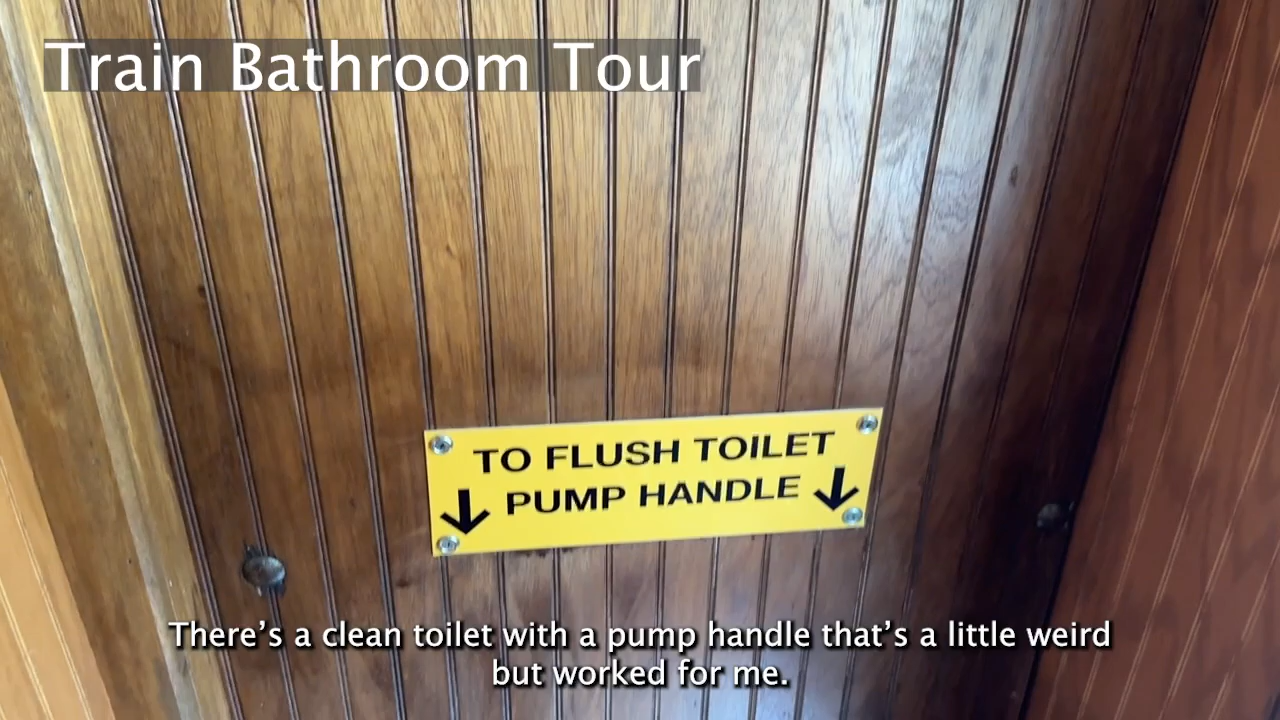 Train Bathroom Tour
TO FLUSH TOILET
PUMP HANDLE
There's a clean toilet with a pump handle that's a little weird
but worked for me.